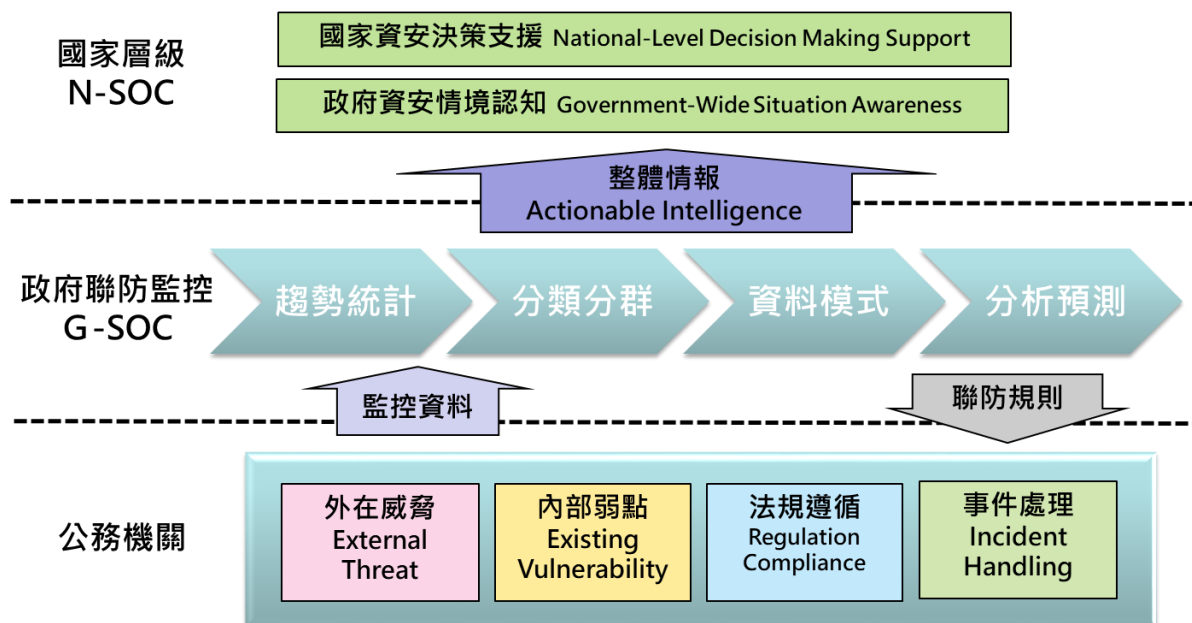 國家層級
N-SOC
國家資安決策支援 National-Level Decision Making Support
政府資安情境認知 Government-Wide Situation Awareness
整體情報
Actionable Intelligence
政府聯防監控
G-SOC
趨勢統計
分類分群
資料模式
分析預測
監控資料
聯防規則
公務機關
外在威脅
External
Threat
內部弱點
Existing
Vulnerability
法規遵循
Regulation
Compliance
事件處理
Incident
Handling